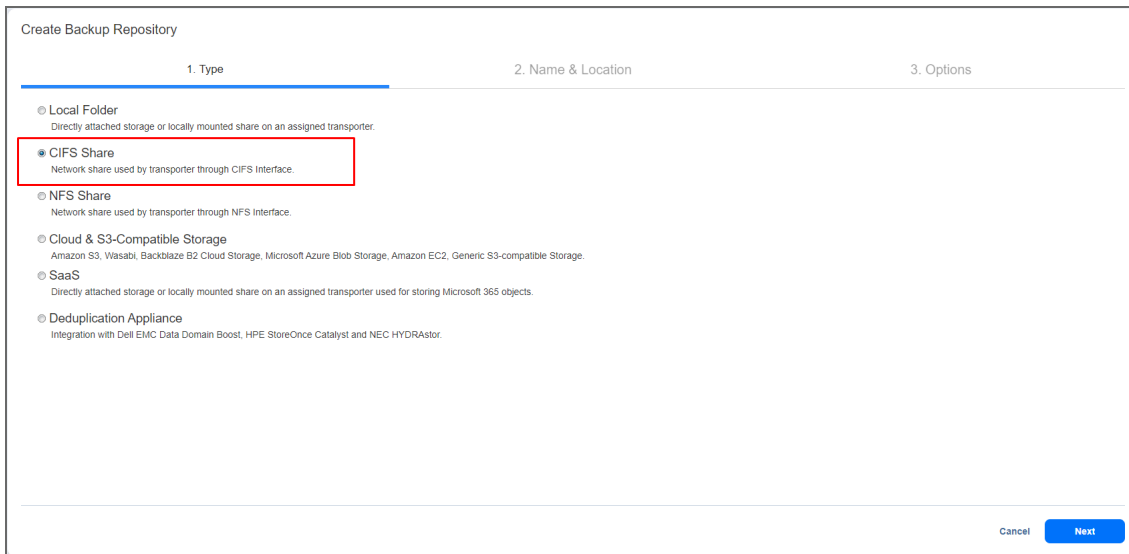 Create Backup Repository
1. Type
2. Name & Location
3. Options
Local Folder
Directly attached storage or locally mounted share on an assigned transporter.
CIFS Share
Network share used by transporter through CIFS Interface.
NFS Share
Network share used by transporter through NFS Interface.
Cloud & S3-Compatible Storage
Amazon S3, Wasabi, Backblaze B2 Cloud Storage, Microsoft Azure Blob Storage, Amazon EC2, Generic S3-compatible Storage.
SaaS
Directly attached storage or locally mounted share on an assigned transporter used for storing Microsoft 365 objects.
Deduplication Appliance
Integration with Dell EMC Data Domain Boost, HPE StoreOnce Catalyst and NEC HYDRAstor.
Cancel
Next